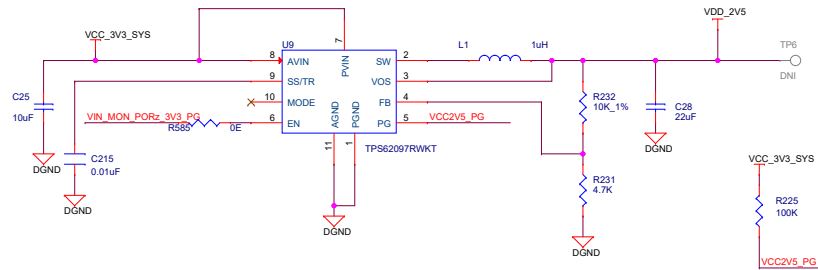 VDD_2V5
VCC_3V3_SYS
U9
7
L1
1uH
TP6
PVIN
8
AVIN
SW
2
9
SS/TR
VOS
3
DNI
C25
10uF
10
MODE
FB
4
R232
10K_1%
C28
22uF
VIN_MON_PORz_3V3_PG
6
EN
AGND
PGND
PG
5
VCC2V5_PG
R585
0E
11
1
TPS62097RWKT
DGND
C215
0.01uF
VCC_3V3_SYS
R231
4.7K
DGND
DGND
DGND
DGND
R225
100K
VCC2V5_PG